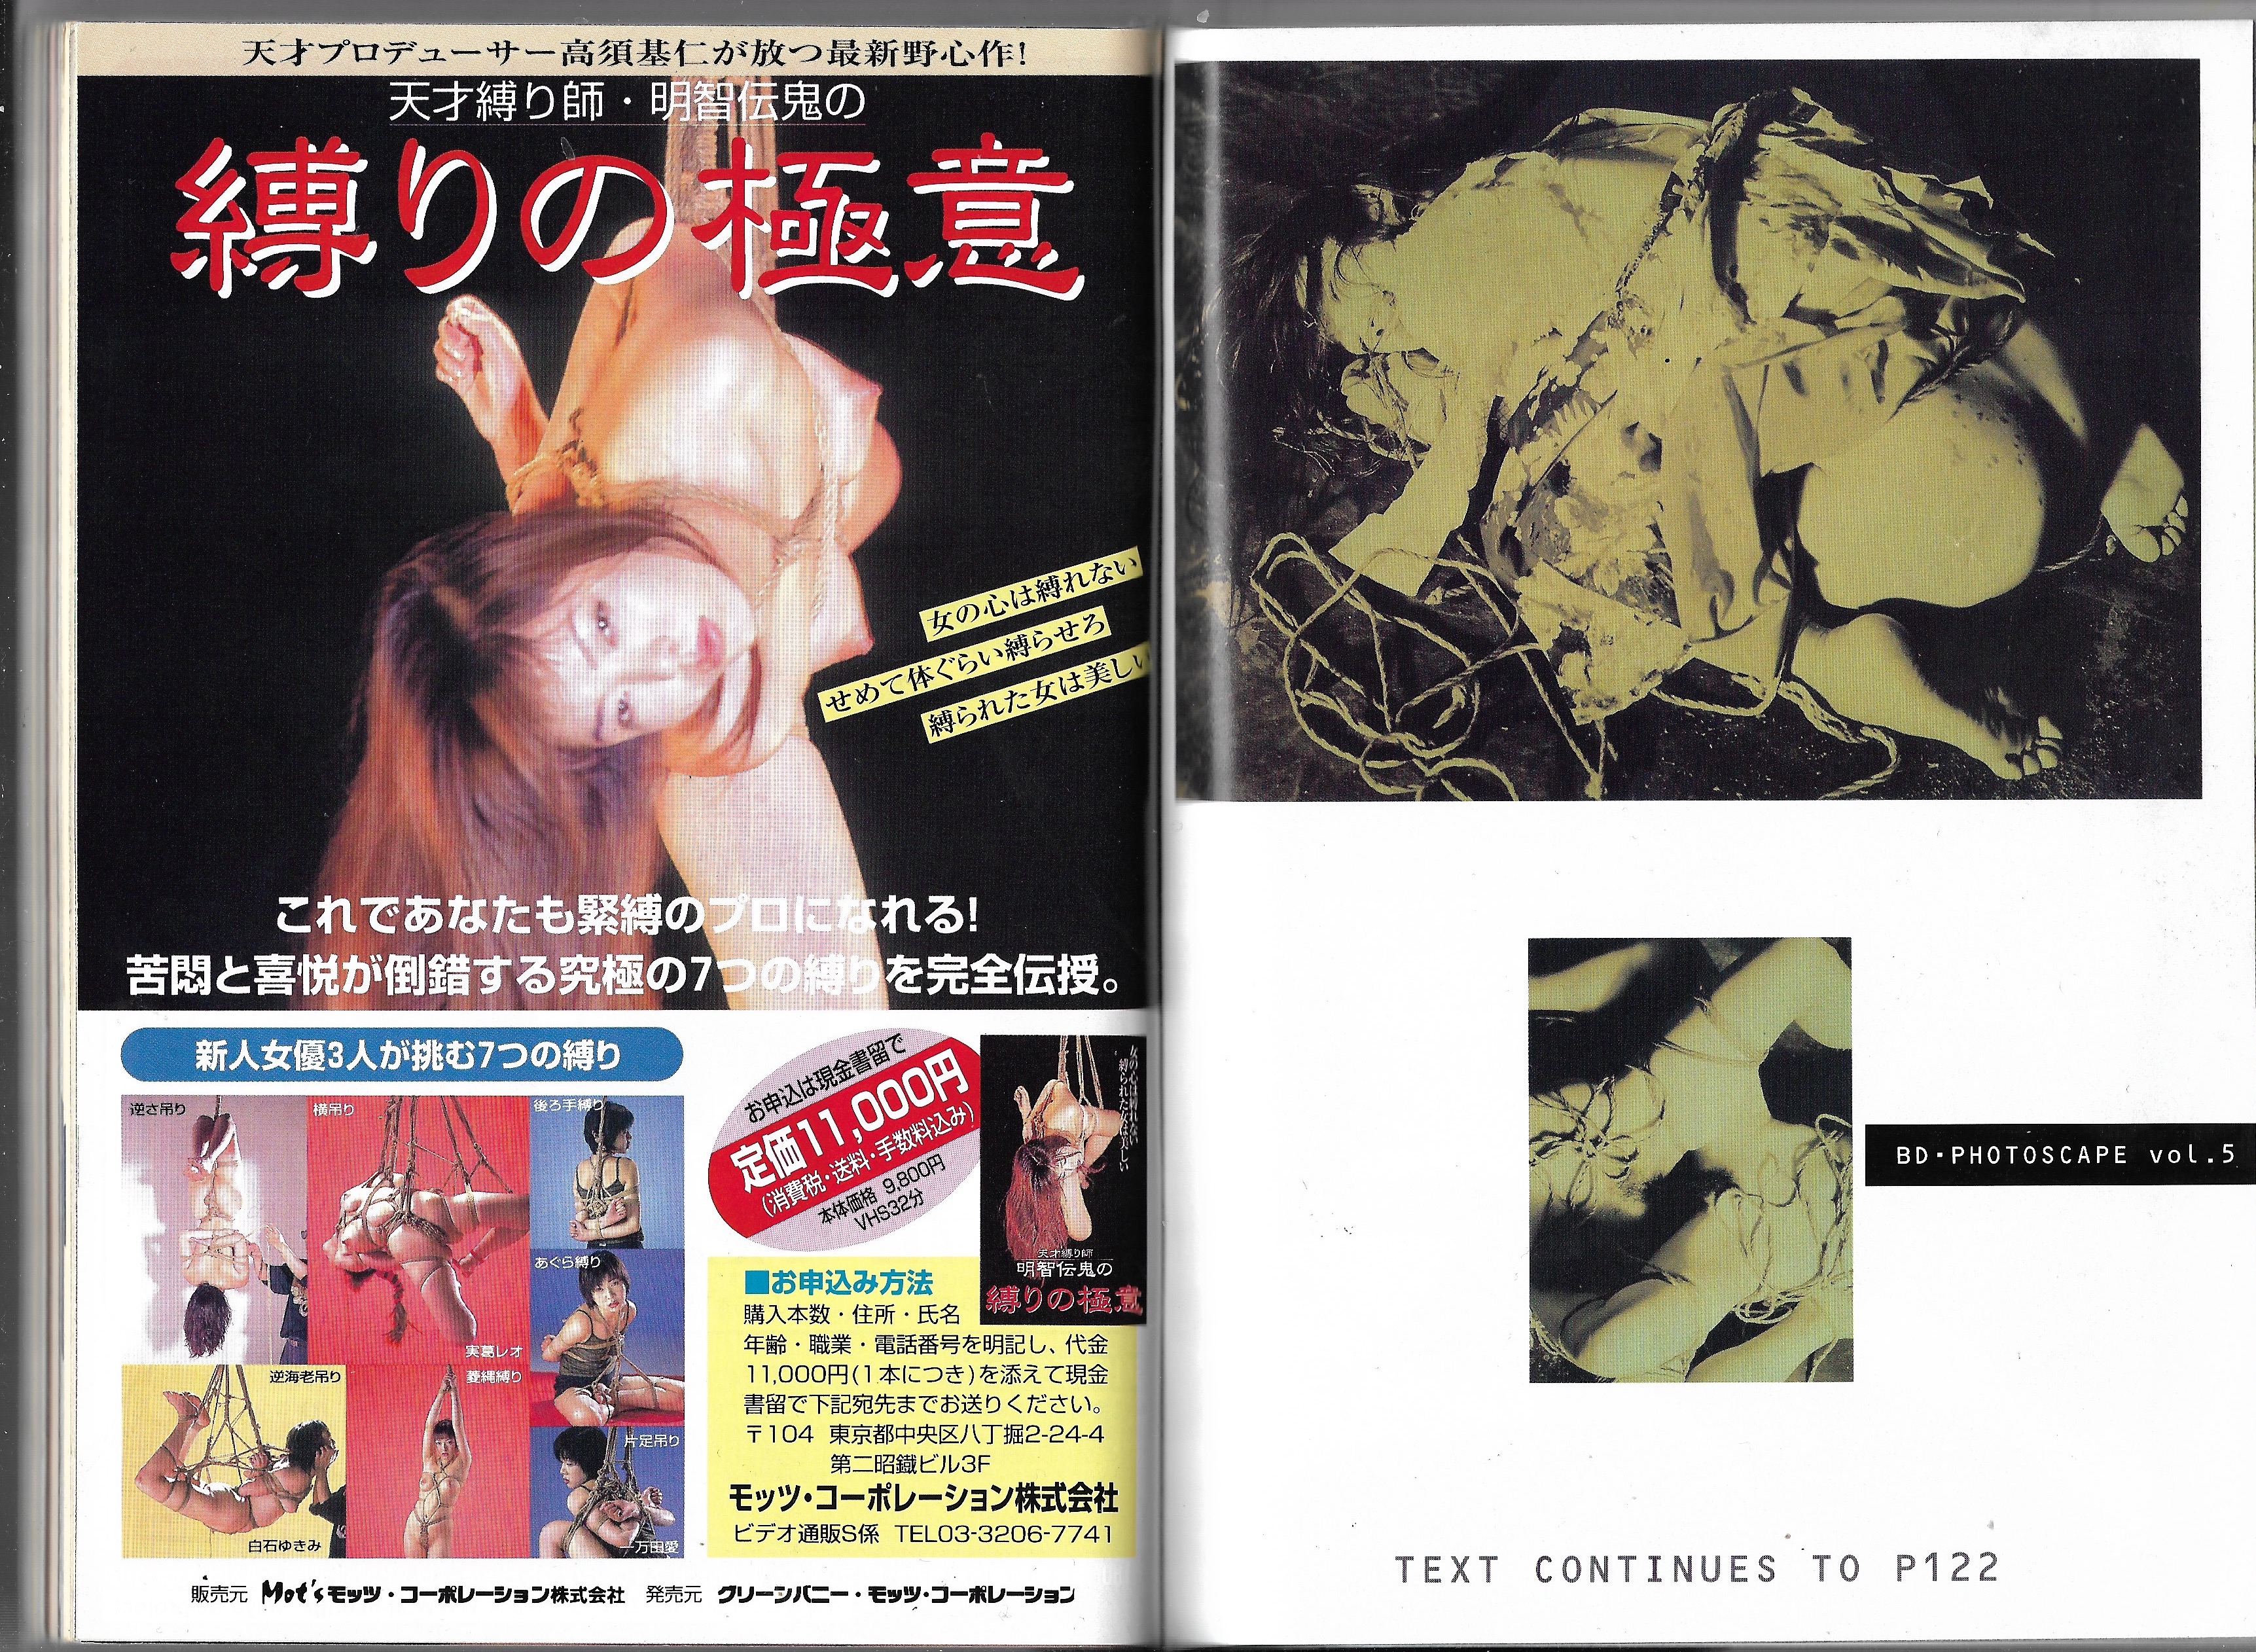 天才プロデューサー高須基仁が放つ最新野心作!
天才縛り師・明智伝鬼の
縛りの極意
女の心は縛れない
せめて体ぐらい縛らせろ
縛られた女は美しい
これであなたも緊縛のプロになれる!
苦悶と喜悦が倒錯する究極の7つの縛りを完全伝授。
新人女優3人が挑む7つの縛り
逆さ吊り
横吊り
実葛レオ
後ろ手縛り
あぐら縛り
逆海老吊り
白石ゆきみ
菱縄縛り
片足吊り
一万田愛
お申込は現金書留で
定価11,000円
(消費税・送料・手数料込み)
本体価格 9,800円
VHS32分
女の心は縛れない
縛られた女は美しい
天才縛り師
明智伝鬼の
縛りの極意
■お申込み方法
購入本数・住所・氏名
年齢・職業・電話番号を明記し、代金
11,000円(1本につき)を添えて現金
書留で下記宛先までお送りください。
〒104 東京都中央区八丁堀2-24-4
第二昭鐵ビル3F
モッツ・コーポレーション株式会社
ビデオ通販S係 TEL03-3206-7741
販売元 Mot'sモッツ・コーポレーション株式会社 発売元 グリーンバニー・モッツ・コーポレーション
BD・PHOTOSCAPE vol.5
TEXT CONTINUES TO P122